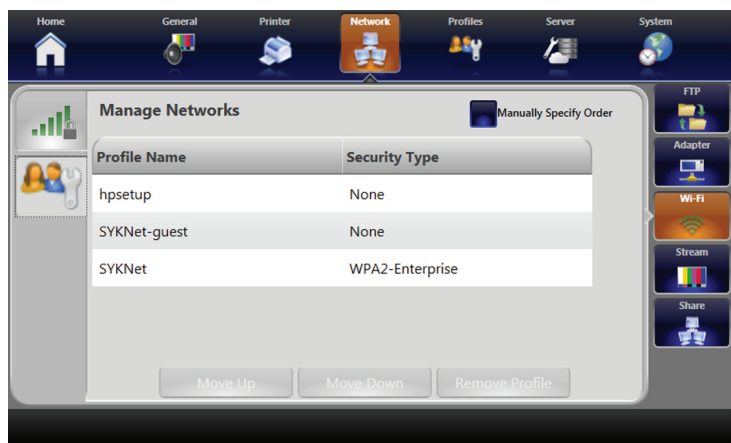 Home General Printer Network Profiles Server System
Manage Networks
Manually Specify Order
Profile Name Security Type
hpsetup None
SYKNet-guest None
SYKNet WPA2-Enterprise
Move Up Move Down Remove Profile
FTP
Adapter
Wi-Fi
Stream
Share